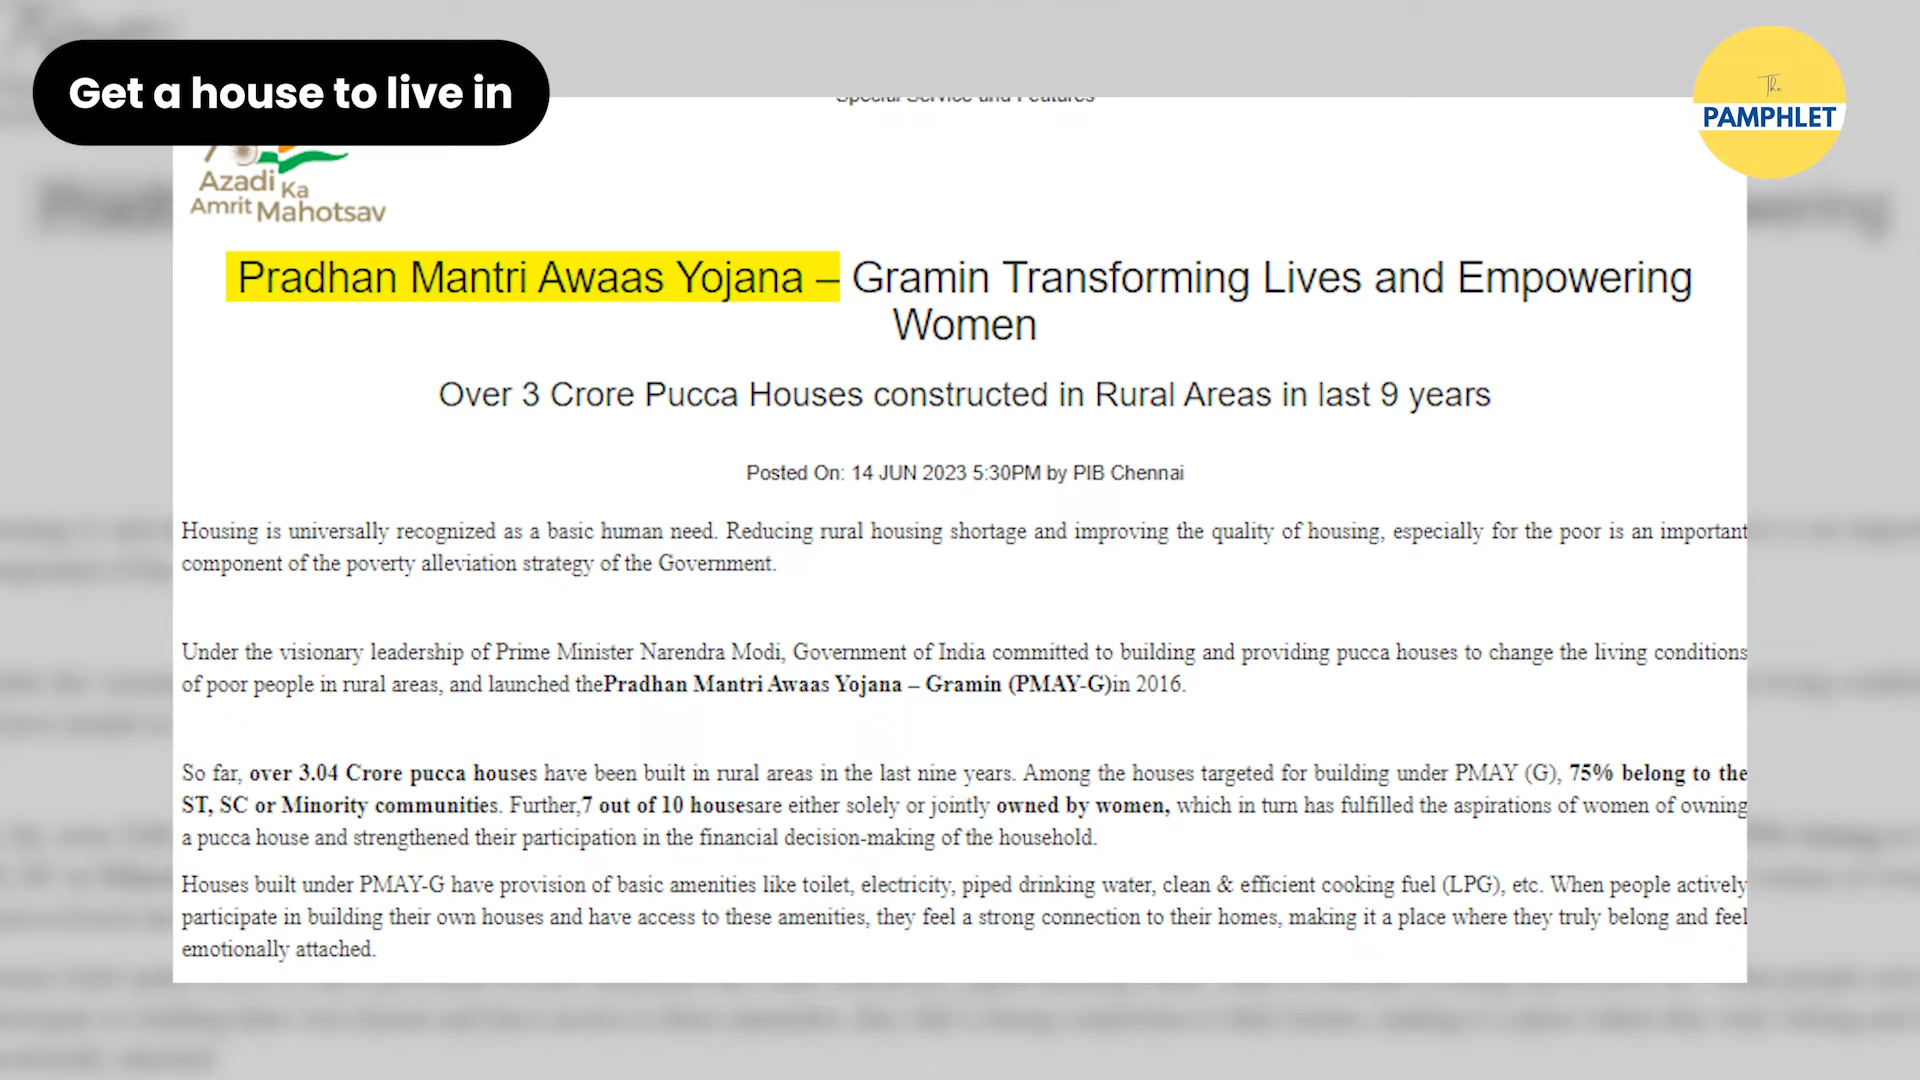 Get a house to live in
The
PAMPHLET
Special Service and Features
Azadi Ka
Amrit Mahotsav
Pradhan Mantri Awaas Yojana – Gramin Transforming Lives and Empowering
Women
Over 3 Crore Pucca Houses constructed in Rural Areas in last 9 years
Posted On: 14 JUN 2023 5:30PM by PIB Chennai
Housing is universally recognized as a basic human need. Reducing rural housing shortage and improving the quality of housing, especially for the poor is an important
component of the poverty alleviation strategy of the Government.
Under the visionary leadership of Prime Minister Narendra Modi, Government of India committed to building and providing pucca houses to change the living conditions
of poor people in rural areas, and launched thePradhan Mantri Awaas Yojana – Gramin (PMAY-G)in 2016.
So far, over 3.04 Crore pucca houses have been built in rural areas in the last nine years. Among the houses targeted for building under PMAY (G), 75% belong to the
ST, SC or Minority communities. Further,7 out of 10 housesare either solely or jointly owned by women, which in turn has fulfilled the aspirations of women of owning
a pucca house and strengthened their participation in the financial decision-making of the household.
Houses built under PMAY-G have provision of basic amenities like toilet, electricity, piped drinking water, clean & efficient cooking fuel (LPG), etc. When people actively
participate in building their own houses and have access to these amenities, they feel a strong connection to their homes, making it a place where they truly belong and feel
emotionally attached.